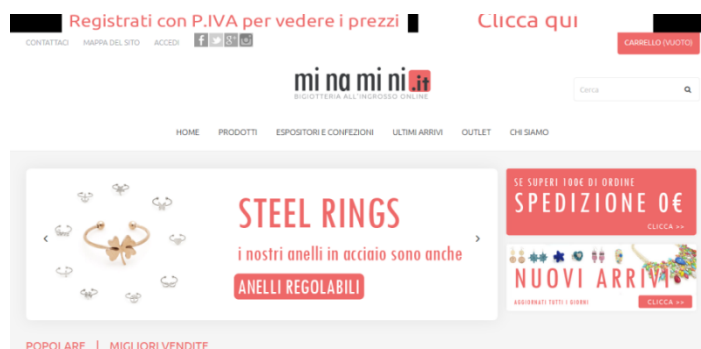 Registrati con P.IVA per vedere i prezzi Clicca qui
CONTATTACI MAPPA DEL SITO ACCEDI
CARRELLO (VUOTO)
mi na mi ni .it
BIGIOTTERIA ALL'INGROSSO ONLINE
Cerca
HOME PRODOTTI ESPOSITORI E CONFEZIONI ULTIMI ARRIVI OUTLET CHI SIAMO
STEEL RINGS
i nostri anelli in acciaio sono anche
ANELLI REGOLABILI
SE SUPERI 100€ DI ORDINE
SPEDIZIONE 0€
CLICCA >>
NUOVI ARRIVI
AGGIORNATI TUTTI I GIORNI
CLICCA >>
POPOLARE | MIGLIORI VENDITE